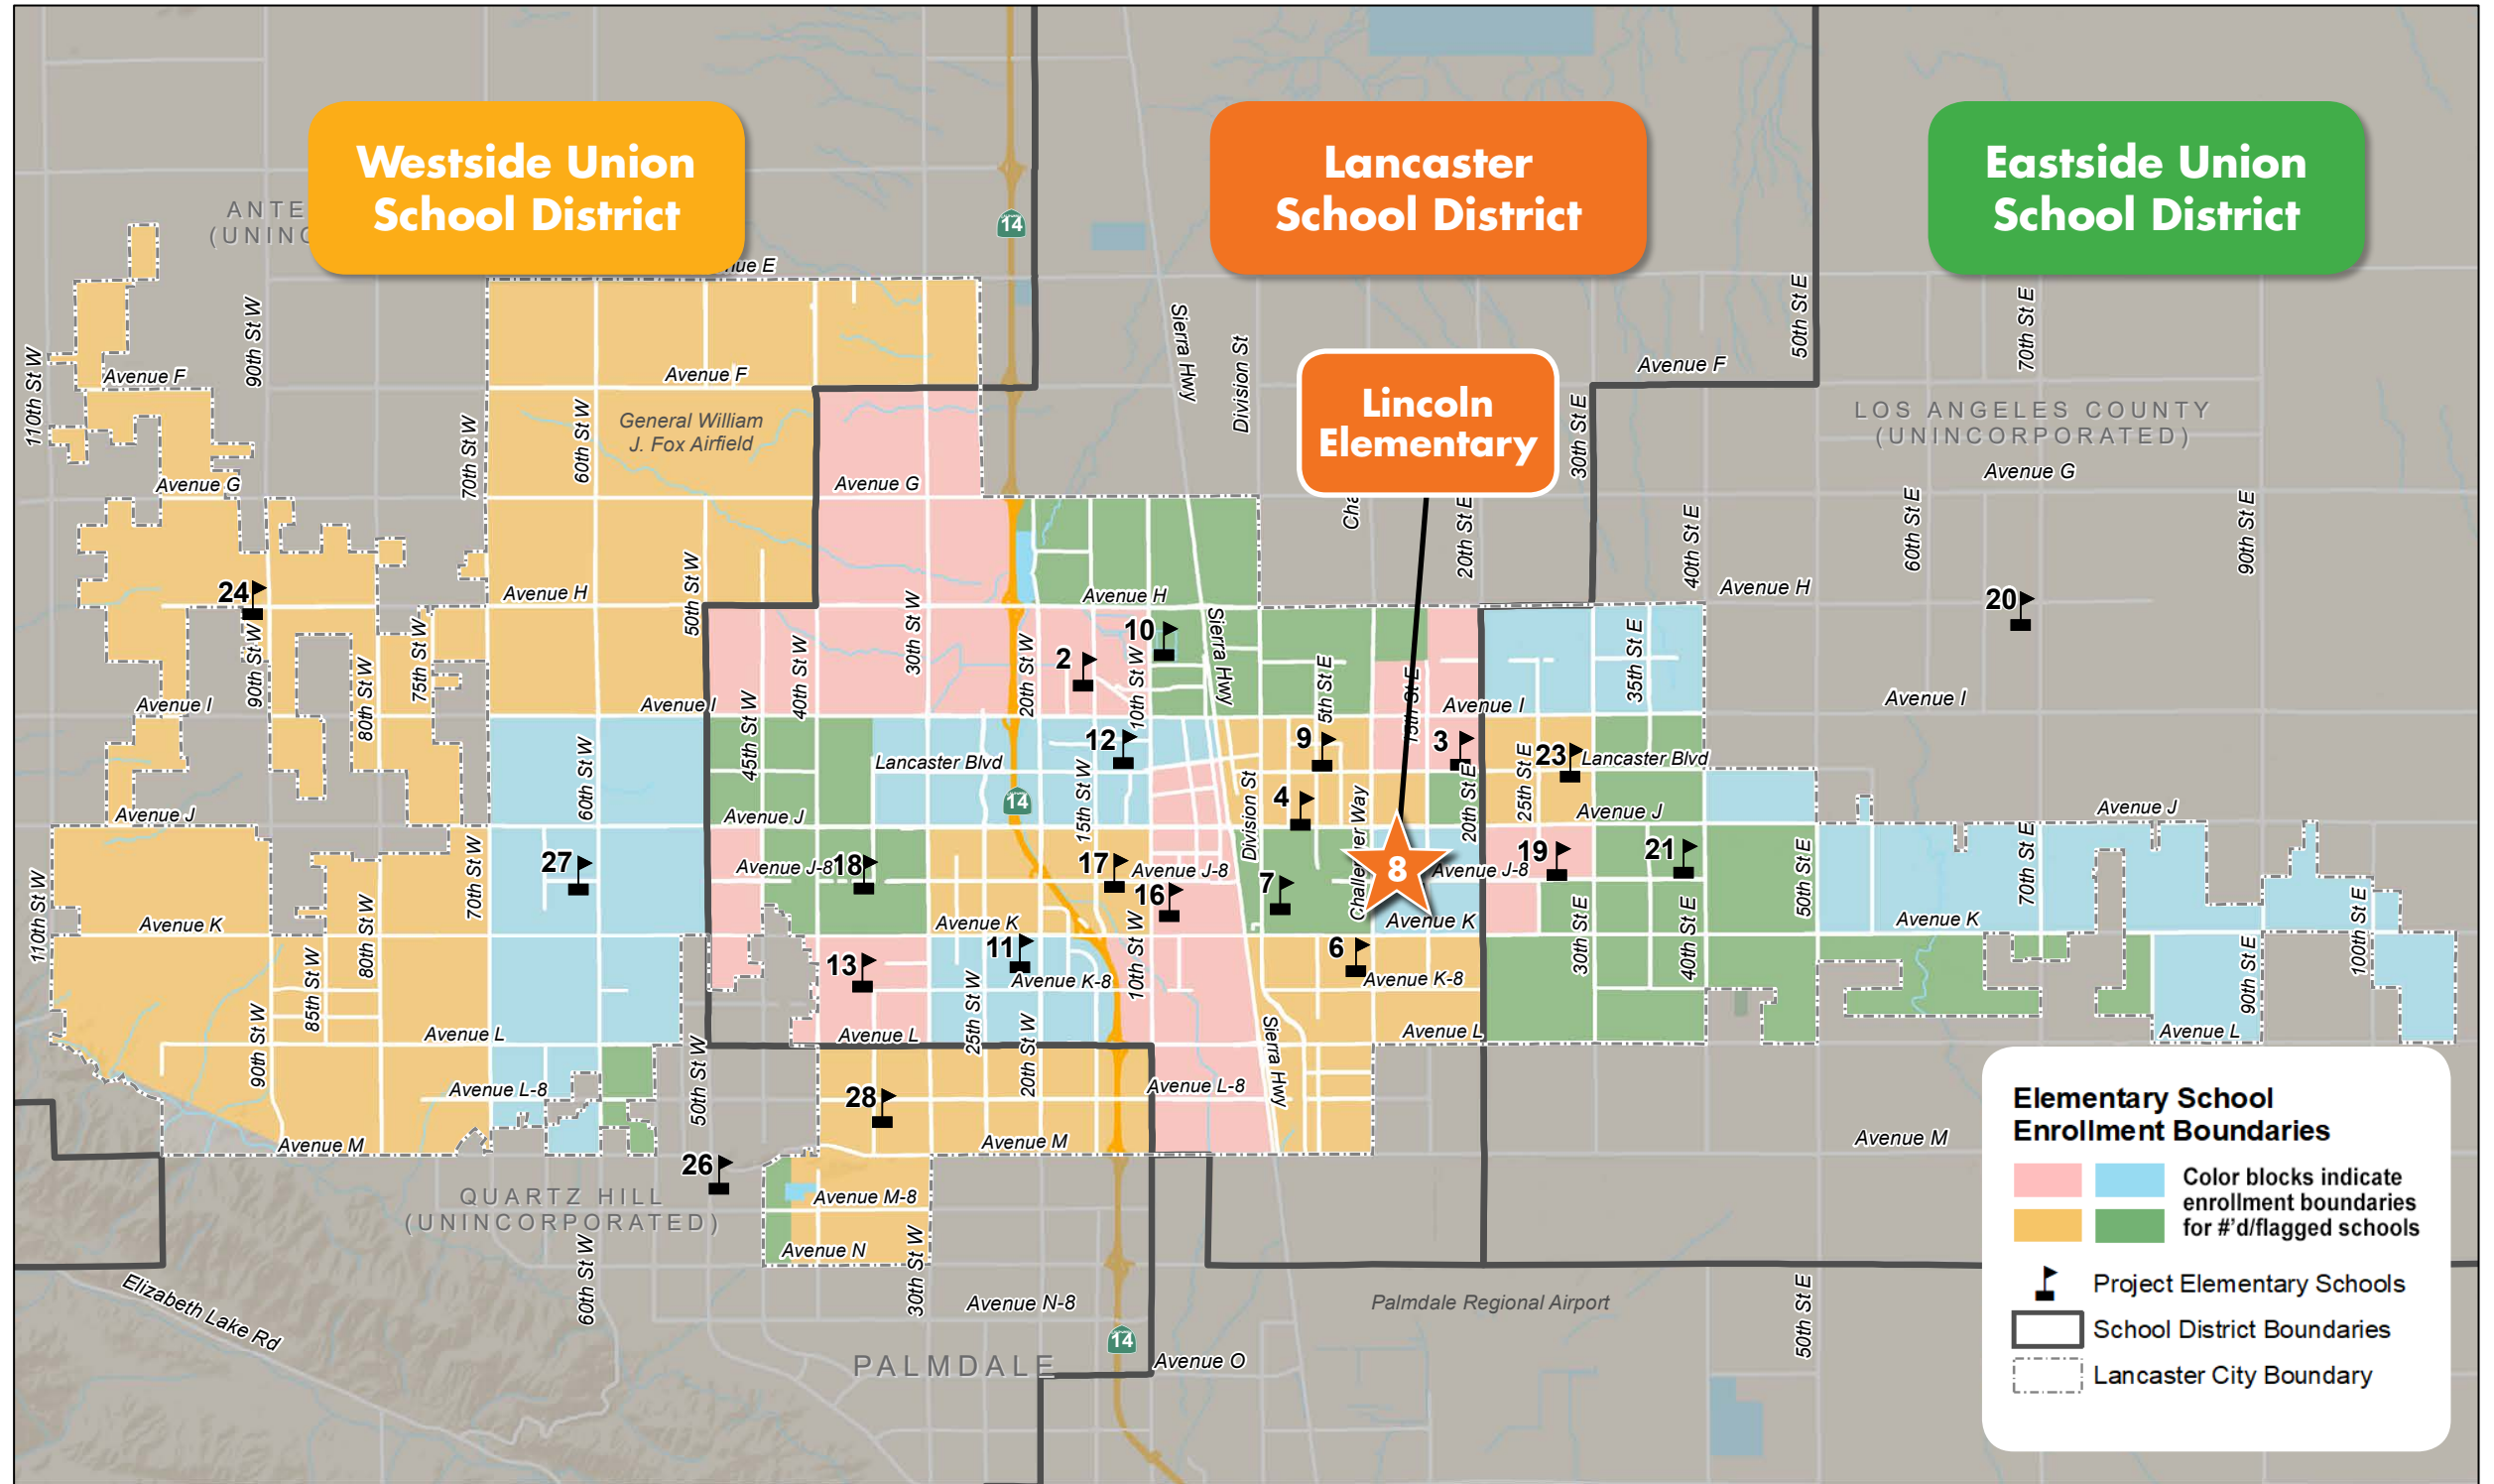 Westside Union
School District
Lancaster
School District
Eastside Union
School District
ANTE
(UNINC
nue E
14
110th St W
Avenue F
90th St W
70th St W
60th St W
Avenue F
General William
J. Fox Airfield
Sierra Hwy
Division St
Lincoln
Elementary
30th St E
Avenue F
50th St E
70th St E
LOS ANGELES COUNTY
(UNINCORPORATED)
Avenue G
Avenue G
Avenue G
Cha
20th St E
40th St E
60th St E
90th St E
24
Avenue H
50th St W
30th St W
Avenue H
Avenue H
20
90th St W
80th St W
75th St W
40th St W
20th St W
2
10
10th St W
Sierra Hwy
5th St E
15th St E
35th St E
Avenue I
Avenue I
Avenue I
Avenue I
45th St W
60th St W
Lancaster Blvd
12
9
3
23
Lancaster Blvd
25th St E
20th St E
14
15th St W
Division St
4
Challenger Way
Avenue J
Avenue J
Avenue J
Avenue J
27
70th St W
Avenue J-8
18
17
Avenue J-8
16
7
8
Avenue J-8
19
21
50th St E
70th St E
110th St W
Avenue K
80th St W
85th St W
Avenue K
11
13
10th St W
Avenue K-8
25th St W
6
Avenue K
Avenue K-8
30th St E
40th St E
Avenue K
90th St E
100th St E
90th St W
Avenue L
50th St W
Avenue L
20th St W
Sierra Hwy
Avenue L
Avenue L
Avenue L-8
28
Avenue L-8
Avenue M
Avenue M
Avenue M
26
QUARTZ HILL
(UNINCORPORATED)
Avenue M-8
Avenue N
60th St W
30th St W
Avenue N-8
Elizabeth Lake Rd
14
PALMDALE
Avenue O
Palmdale Regional Airport
50th St E
Elementary School
Enrollment Boundaries
Color blocks indicate
enrollment boundaries
for #'d/flagged schools
Project Elementary Schools
School District Boundaries
Lancaster City Boundary